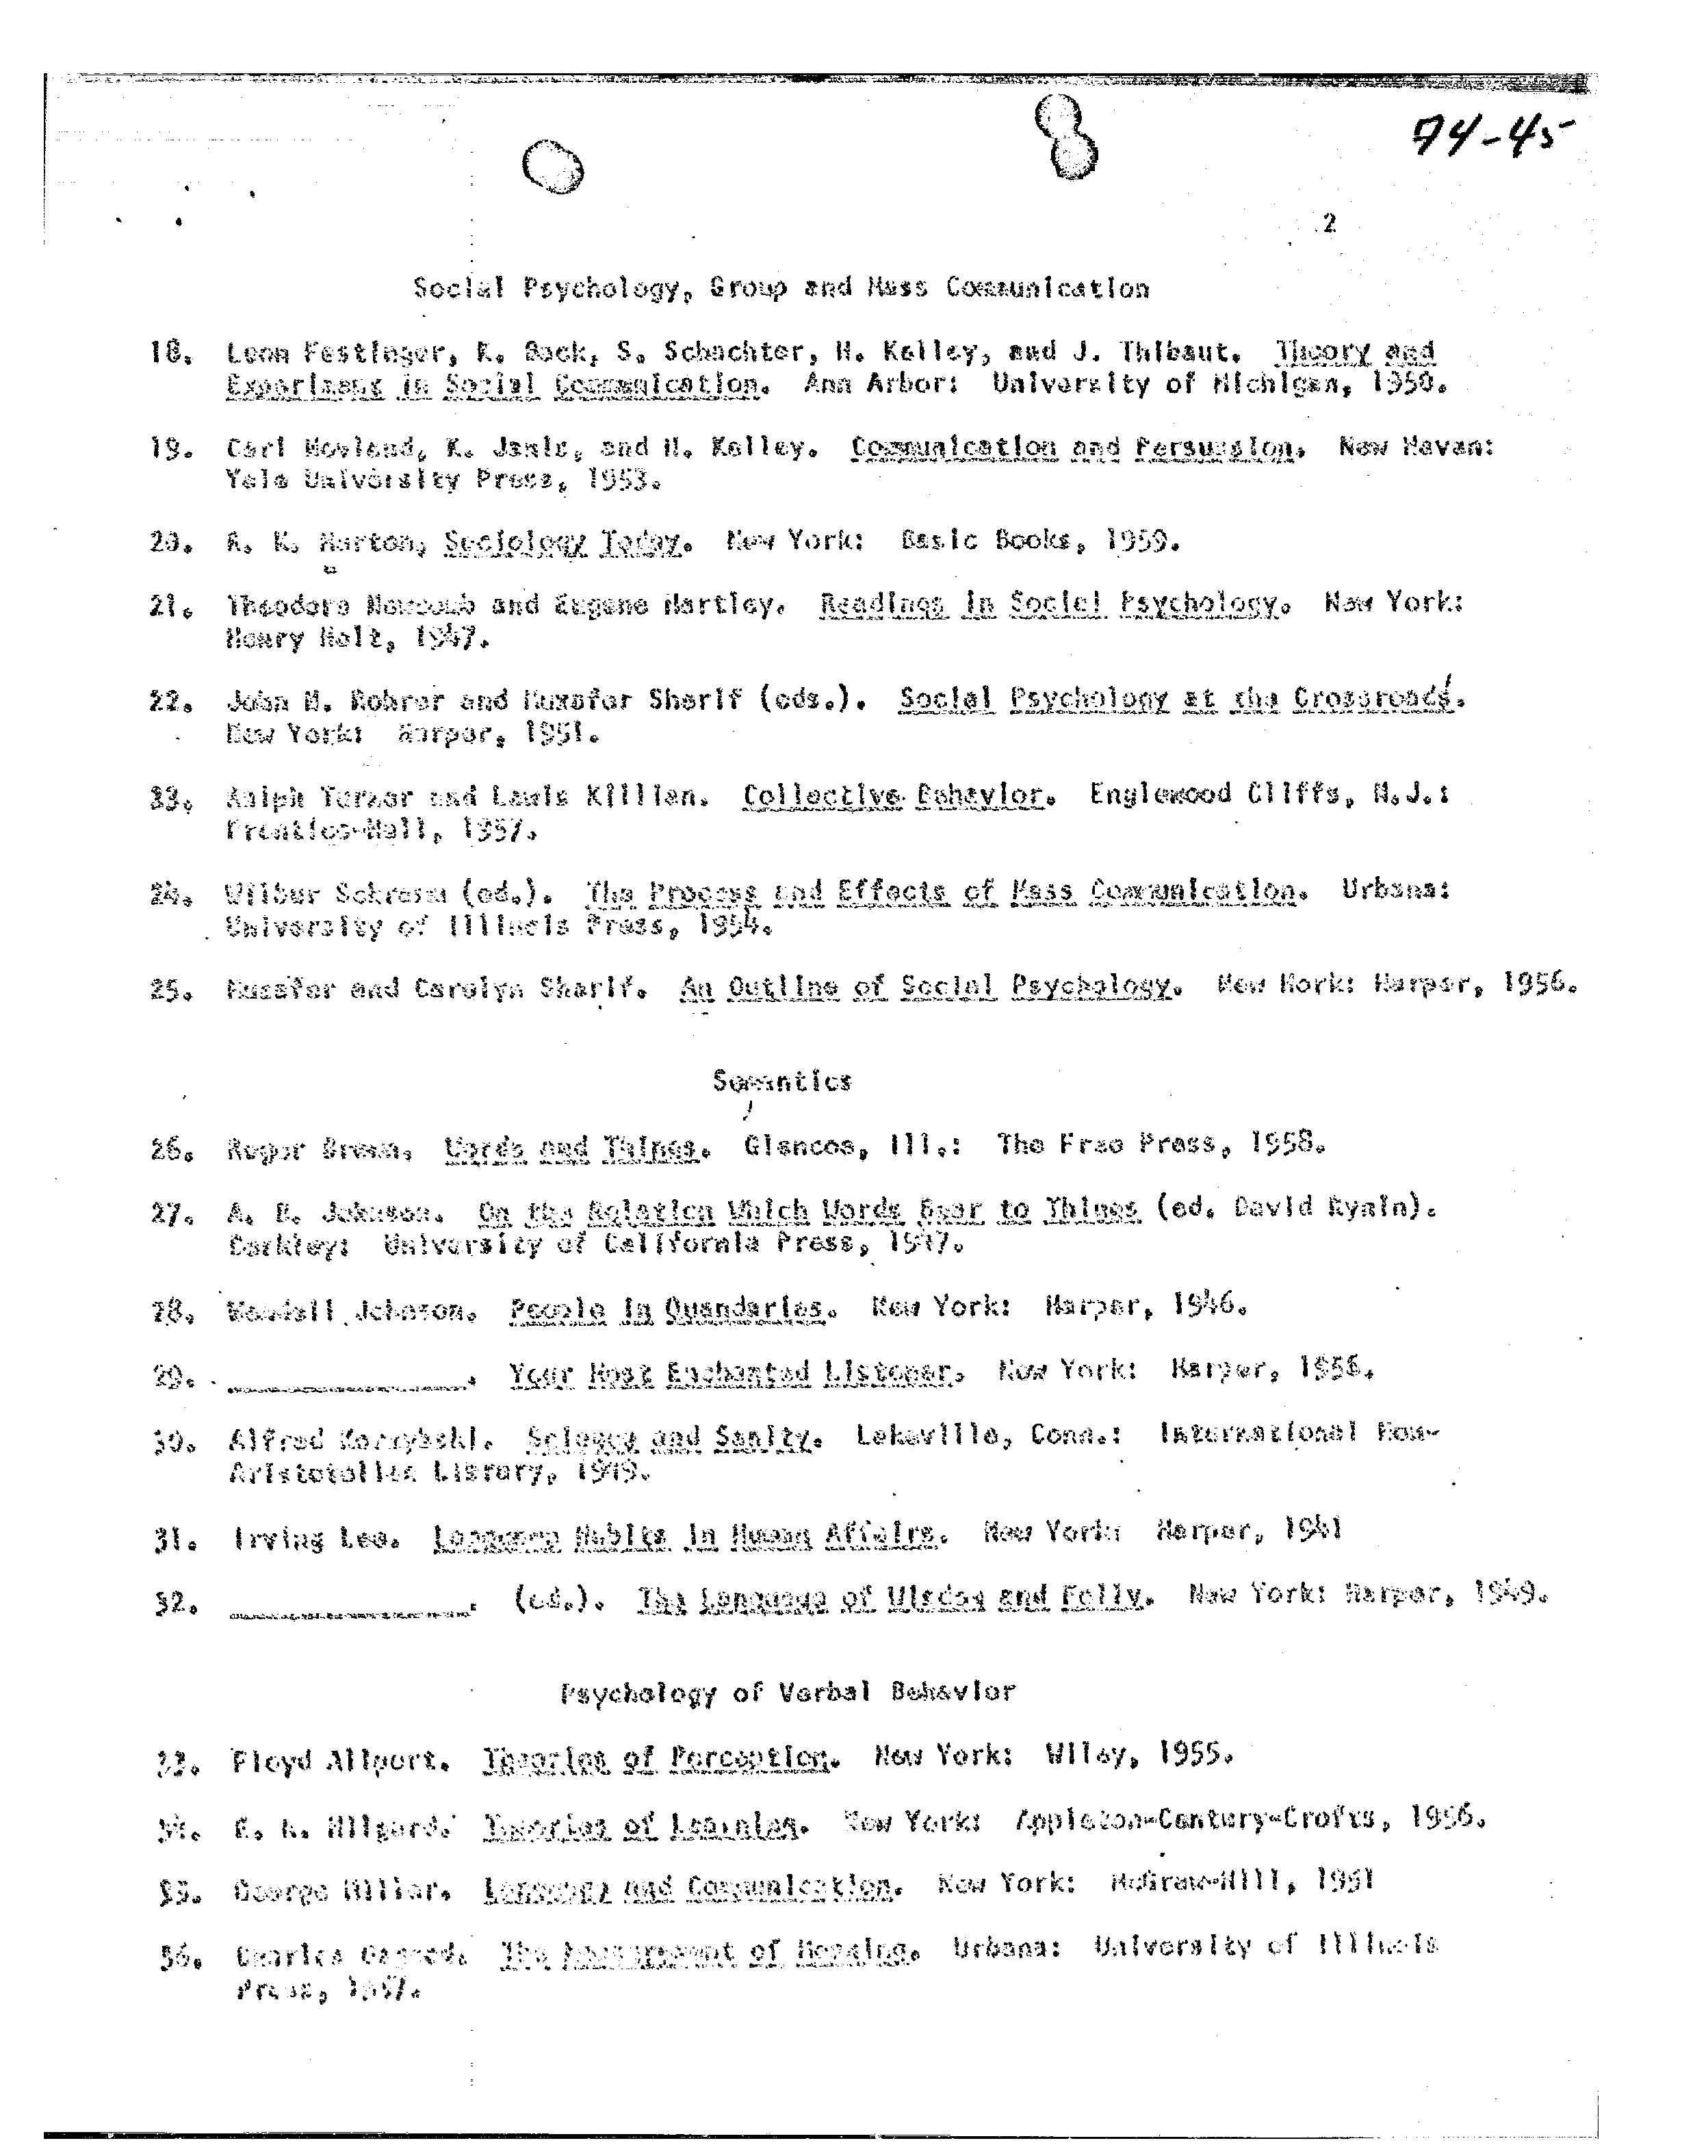 74-45
2
Social Psychology, Group and Mass Communication
18. Leon Festinger, K. Back, S. Schachter, H. Kelley, and J. Thibaut. Theory and
Experiment in Social Communication. Ann Arbor: University of Michigan, 1950.
19. Carl Hovland, K. Janis, and H. Kelley. Communication and Persuasion. New Haven:
Yale University Press, 1953.
20. R. K. Merton, Sociology Today. New York: Basic Books, 1959.
21. Theodore Newcomb and Eugene Hartley. Readings in Social Psychology. New York:
Henry Holt, 1947.
22. John H. Rohrer and Muzafer Sherif (eds.). Social Psychology at the Crossroads.
New York: Harper, 1951.
23. Ralph Turner and Lewis Killian. Collective Behavior. Englewood Cliffs, N.J.:
Prentice-Hall, 1957.
24. Wilbur Schramm (ed.). The Process and Effects of Mass Communication. Urbana:
University of Illinois Press, 1954.
25. Muzafer and Carolyn Sherif. An Outline of Social Psychology. New Nork: Harper, 1956.
Semantics
26. Roger Brown. Words and Things. Glencoe, Ill.: The Free Press, 1958.
27. A. B. Johnson. On the Relation Which Words Bear to Things (ed. David Rynin).
Berkley: University of California Press, 1947.
28. Wendell Johnson. People in Quandaries. New York: Harper, 1946.
29. ________________. Your Most Enchanted Listener. New York: Harper, 1956.
30. Alfred Korzybski. Science and Sanity. Lakeville, Conn.: International Non-
Aristotelian Library, 1949.
31. Irving Lee. Language Habits in Human Affairs. New York: Harper, 1941
32. ________________. (ed.). The Language of Wisdom and Folly. New York: Harper, 1949.
Psychology of Verbal Behavior
33. Floyd Allport. Theories of Perception. New York: Wiley, 1955.
34. E. R. Hilgard. Theories of Learning. New York: Appleton-Century-Crofts, 1956.
35. George Miller. Language and Communication. New York: McGraw-Hill, 1951
36. Charles Osgood. The Measurement of Meaning. Urbana: University of Illinois
Press, 1957.